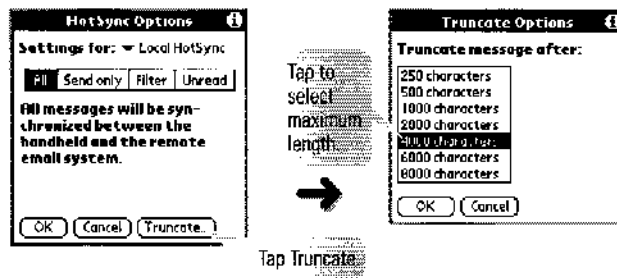 HotSync Options
Settings for: Local HotSync
All Send only Filter Unread
All messages will be syn-
chronized between the
handheld and the remote
email system.
OK Cancel Truncate..
Tap to
select
maximum
length.
Tap Truncate.
Truncate Options
Truncate message after:
250 characters
500 characters
1000 characters
2000 characters
4000 characters
6000 characters
8000 characters
OK Cancel